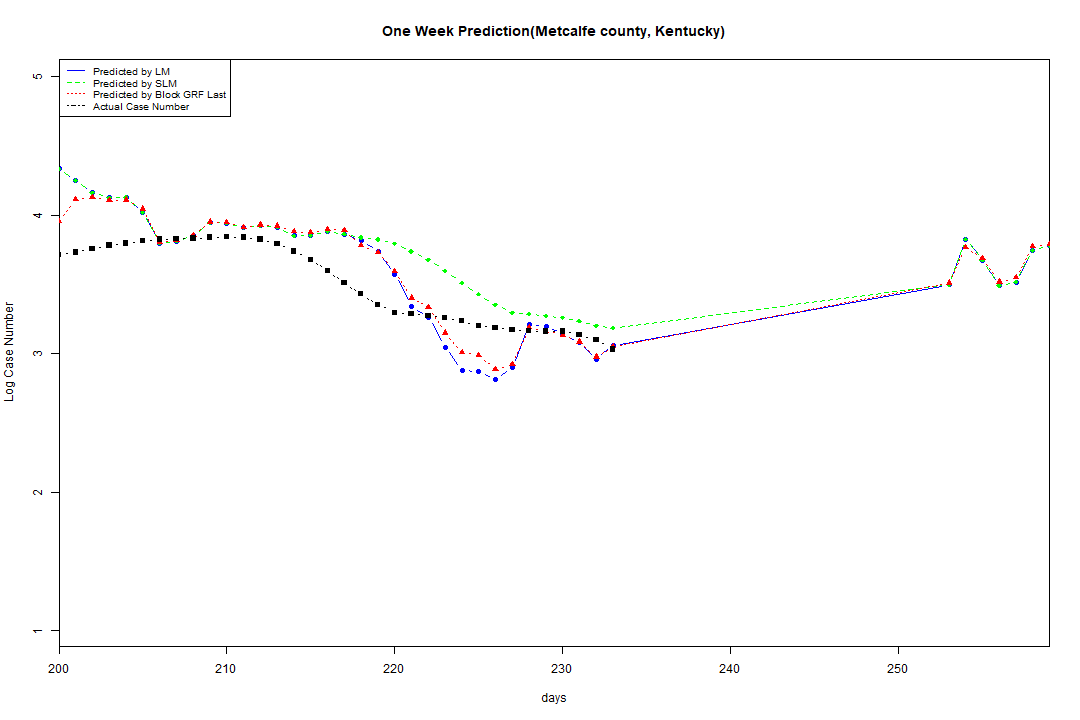 One Week Prediction(Metcalfe county, Kentucky)
Predicted by LM
Predicted by SLM
Predicted by Block GRF Last
Actual Case Number
5
4
3
2
1
Log Case Number
200 210 220 230 240 250
days